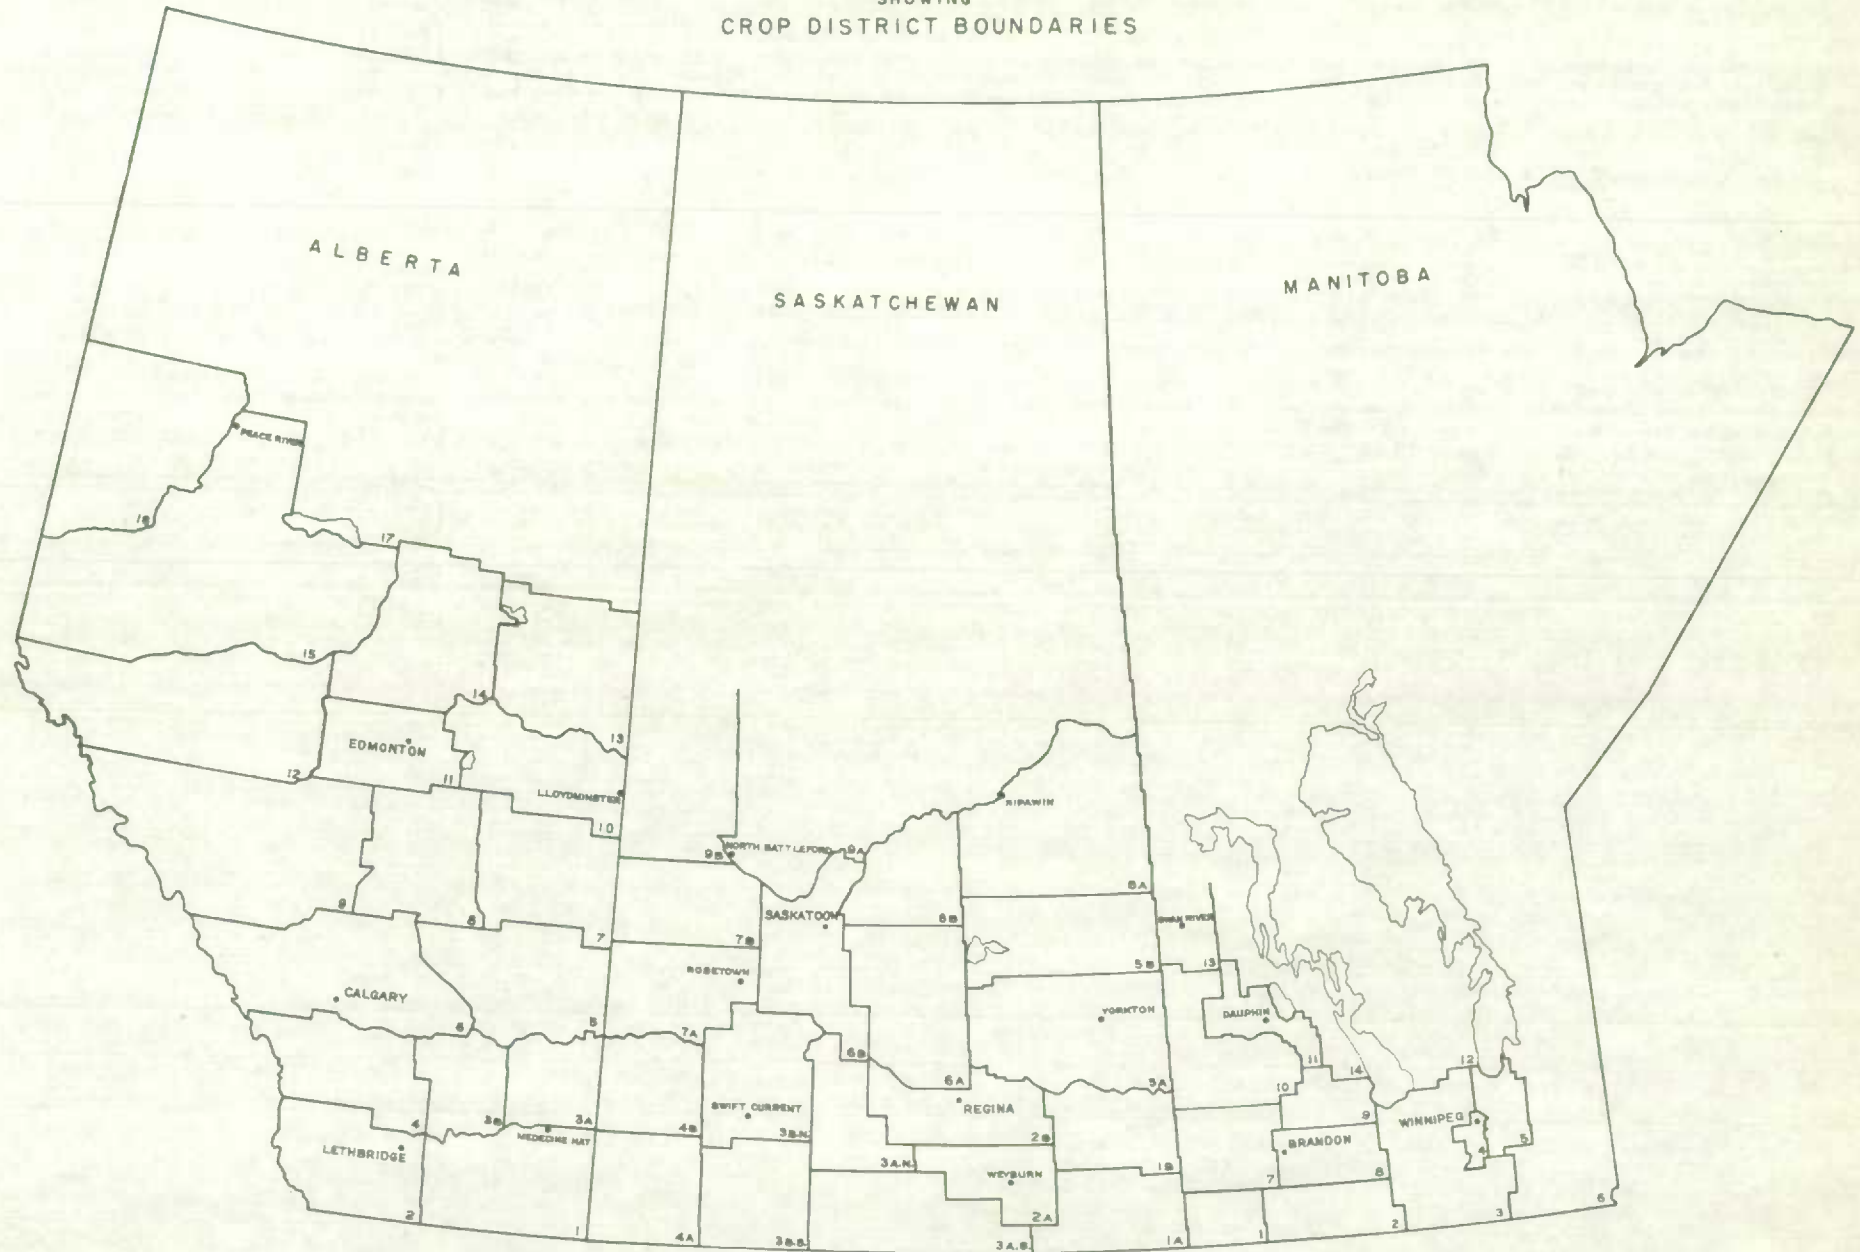 SHOWING
CROP DISTRICT BOUNDARIES
ALBERTA
SASKATCHEWAN
MANITOBA
PEACE RIVER
16
17
15
14
13
EDMONTON
12
11
LLOYDMINSTER
10
NIPAWIN
9B
NORTH BATTLEFORD
9A
8A
9
8
7
SASKATOON
8B
7B
SWAN RIVER
5B
13
ROSETOWN
CALGARY
YORKTON
DAUPHIN
6
5
7A
6B
11
12
14
6A
5A
10
SWIFT CURRENT
REGINA
9
WINNIPEG
4
3B
3A
4B
3B.N.
2B
BRANDON
5
MEDECINE HAT
LETHBRIDGE
3A.N.
WEYBURN
1B
4
7
8
2
1
4A
3B.S.
2A
3A.S.
1A
1
2
3
6